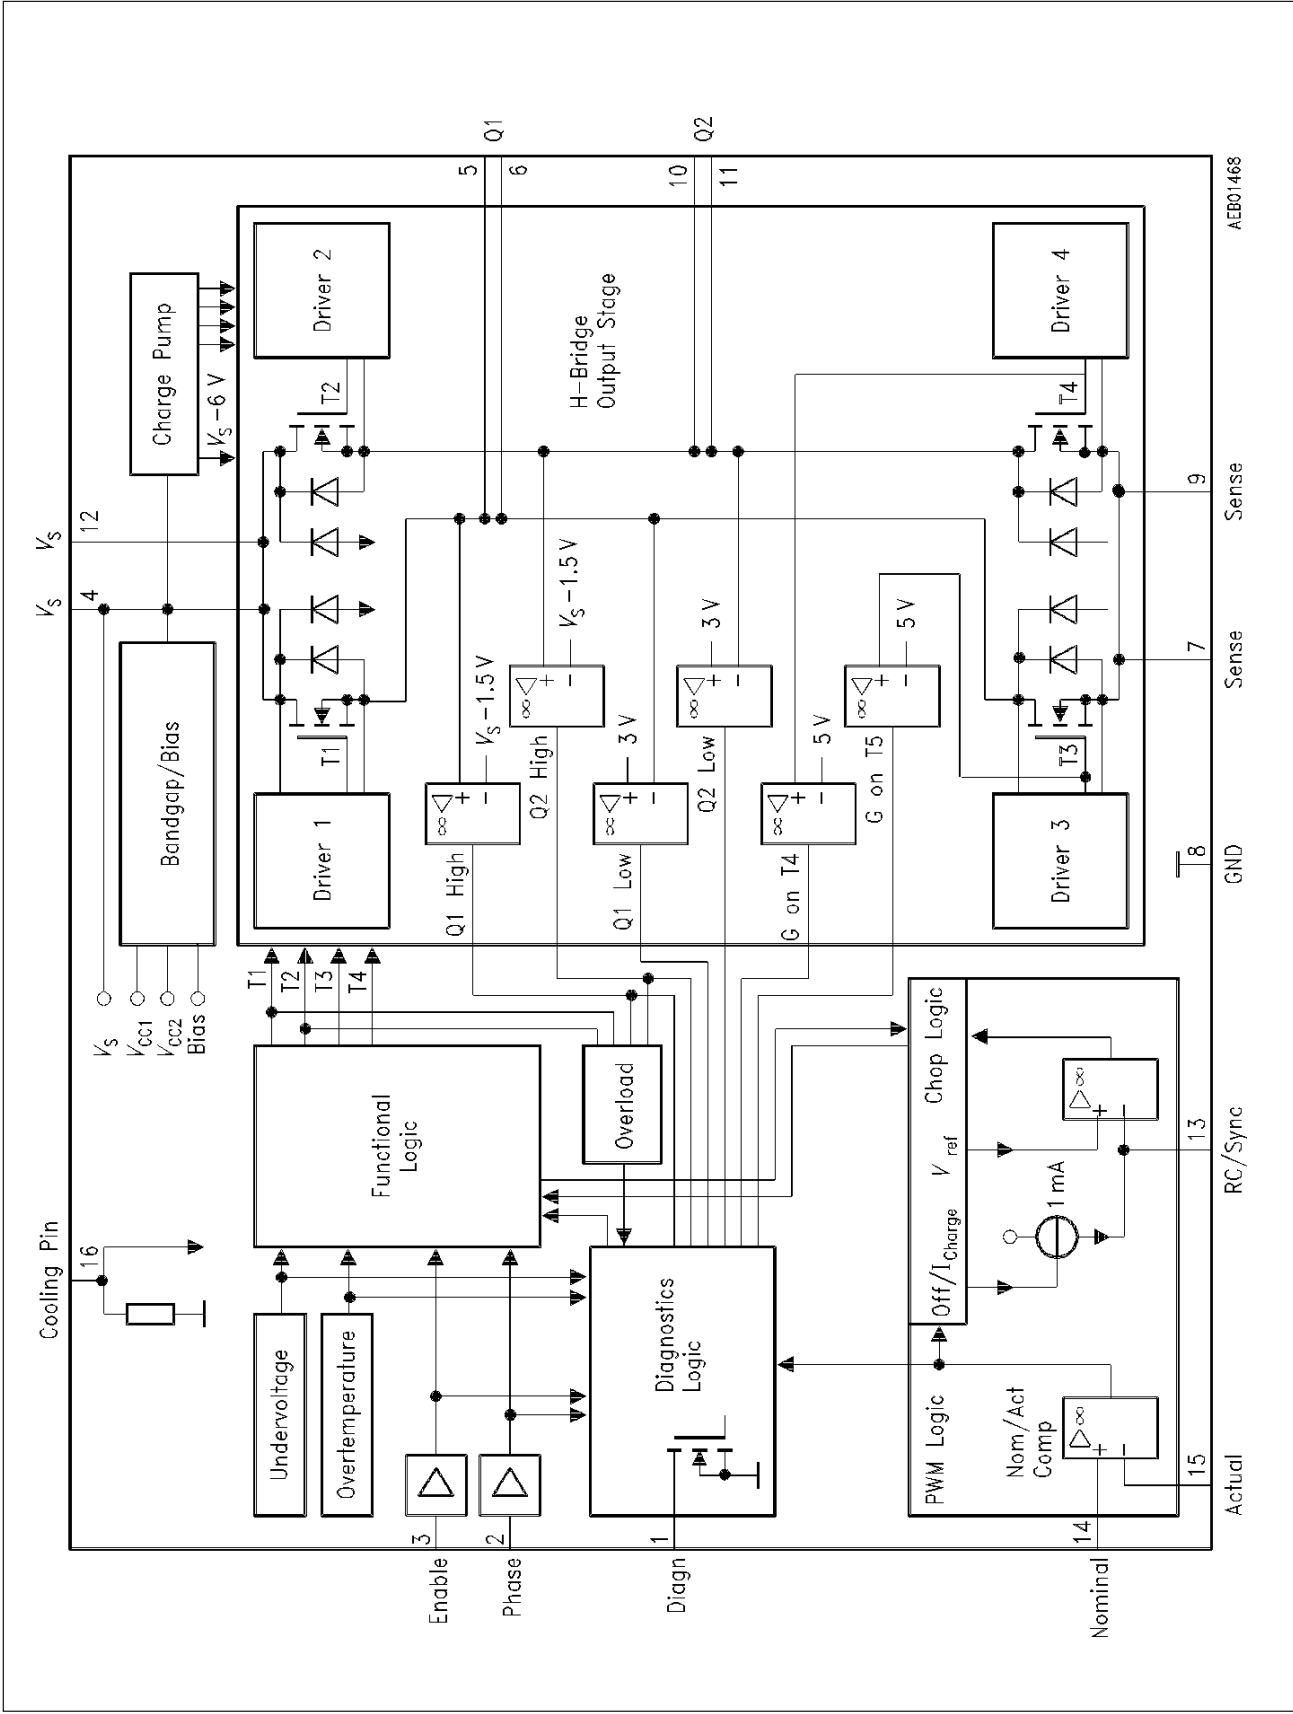 Cooling Pin
16
V_S
4
V_S
12
V_S
V_CC1
V_CC2
Bias
Bandgap/Bias
Charge Pump
V_S-6 V
Undervoltage
Overtemperature
Functional
Logic
T1
T2
T3
T4
Driver 1
T1
T2
Driver 2
Enable
3
Phase
2
5
6
Q1
10
11
Q2
H-Bridge
Output Stage
Overload
Q1 High
∞
+
−
V_S-1.5 V
Q2 High
∞
+
−
V_S-1.5 V
Q1 Low
∞
+
−
3 V
Q2 Low
∞
+
−
3 V
G on T4
∞
+
−
5 V
G on T5
∞
+
−
5 V
Diagn
1
Diagnostics
Logic
Driver 3
T3
T4
Driver 4
PWM Logic
Off/I_Charge
V_ref
Chop Logic
Nom/Act
Comp
∞
+
−
1 mA
∞
+
−
Nominal
14
15
Actual
13
RC/Sync
8
GND
7
Sense
9
Sense
AEB01468